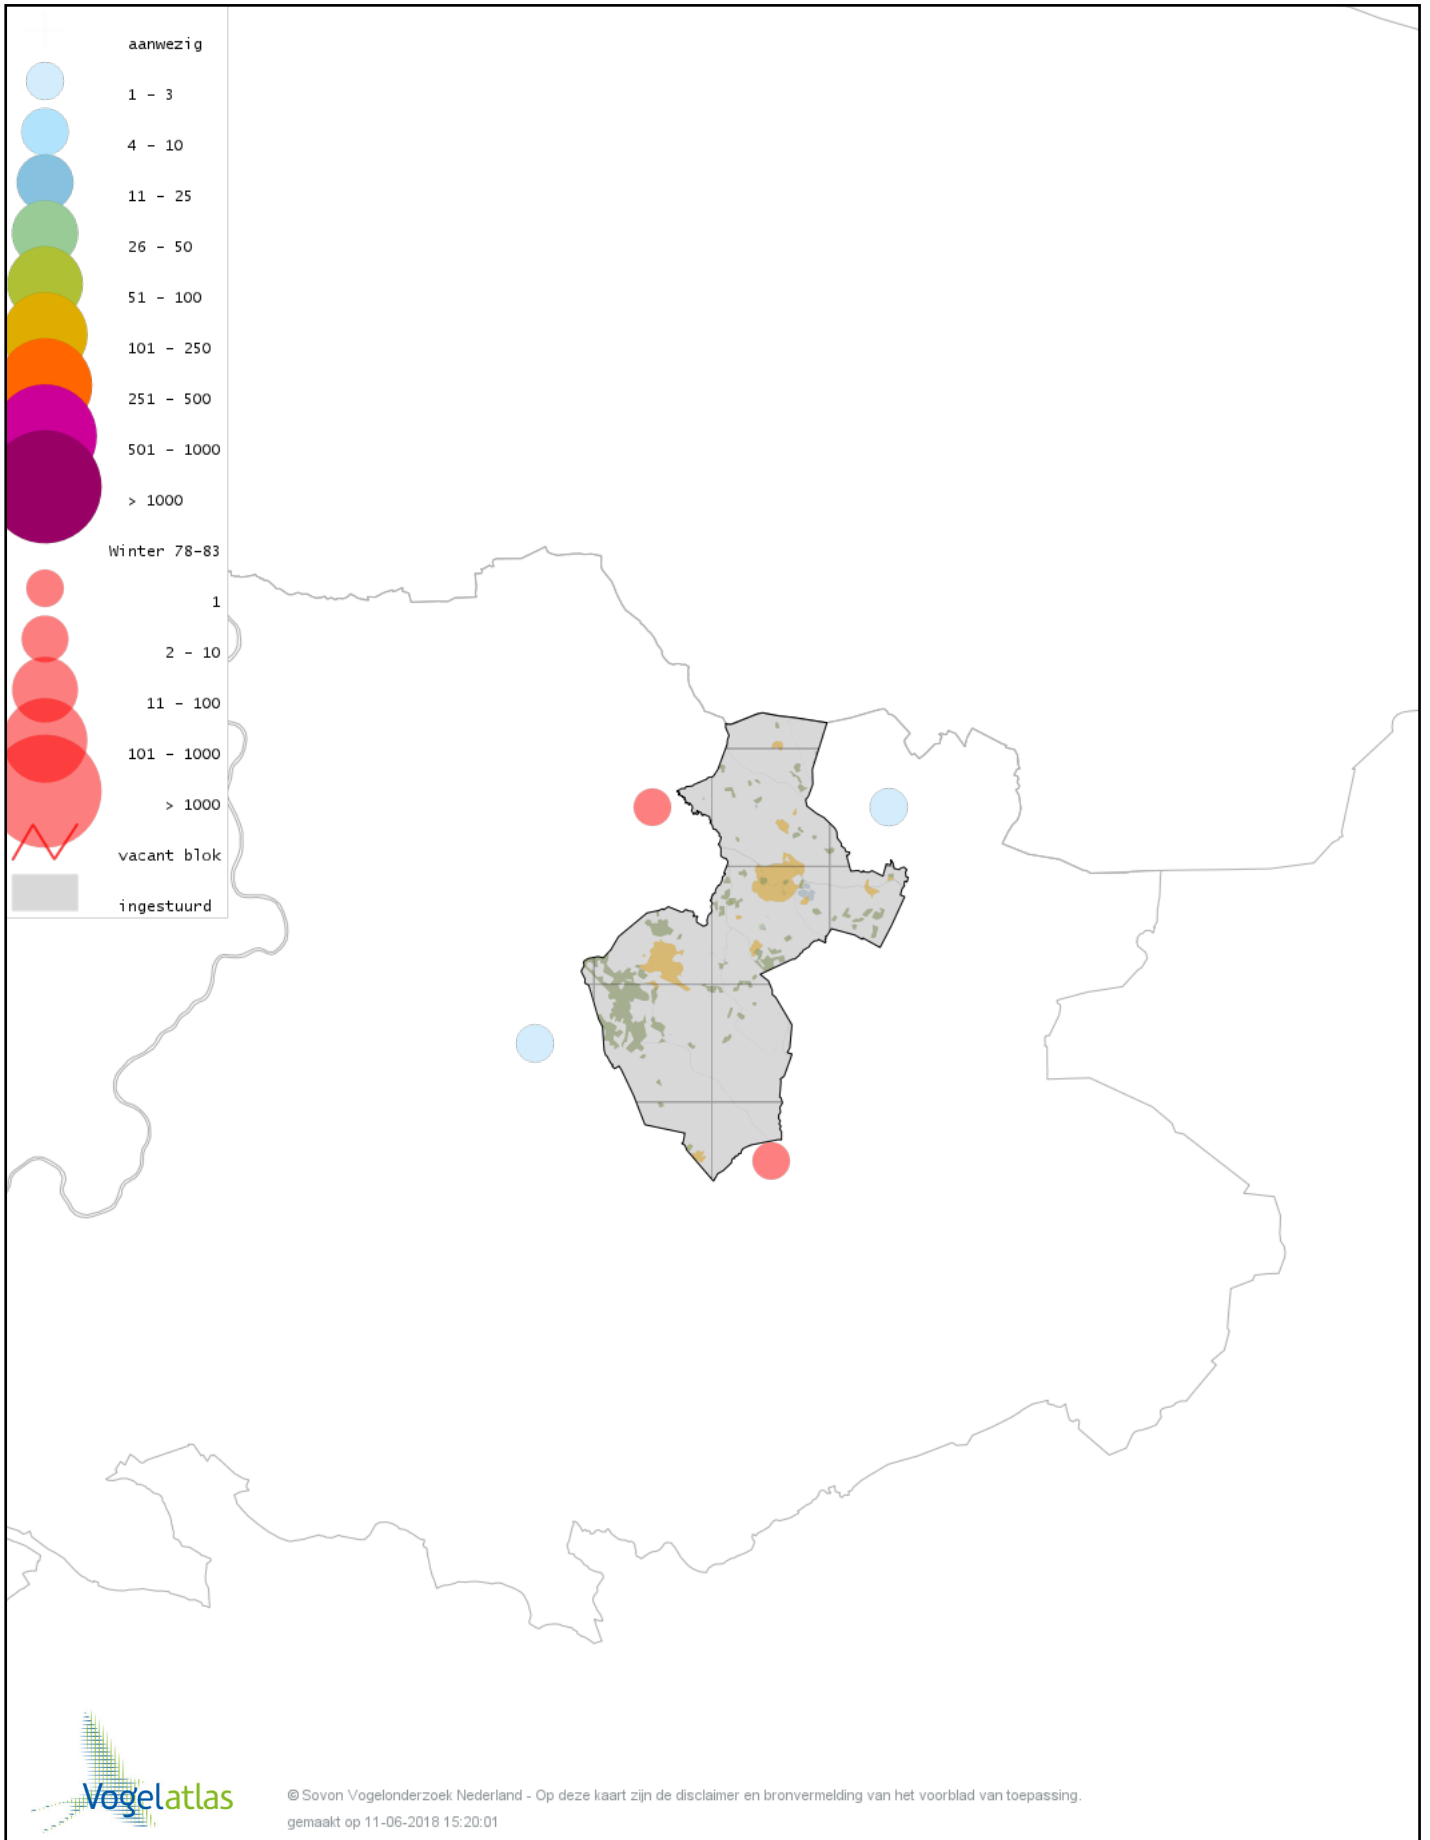 aanwezig
1 - 3
4 - 10
11 - 25
26 - 50
51 - 100
101 - 250
251 - 500
501 - 1000
> 1000
Winter 78-83
1
2 - 10
11 - 100
101 - 1000
> 1000
vacant blok
ingestuurd
Vogelatlas
© Sovon Vogelonderzoek Nederland - Op deze kaart zijn de disclaimer en bronvermelding van het voorblad van toepassing.
gemaakt op 11-06-2018 15:20:01